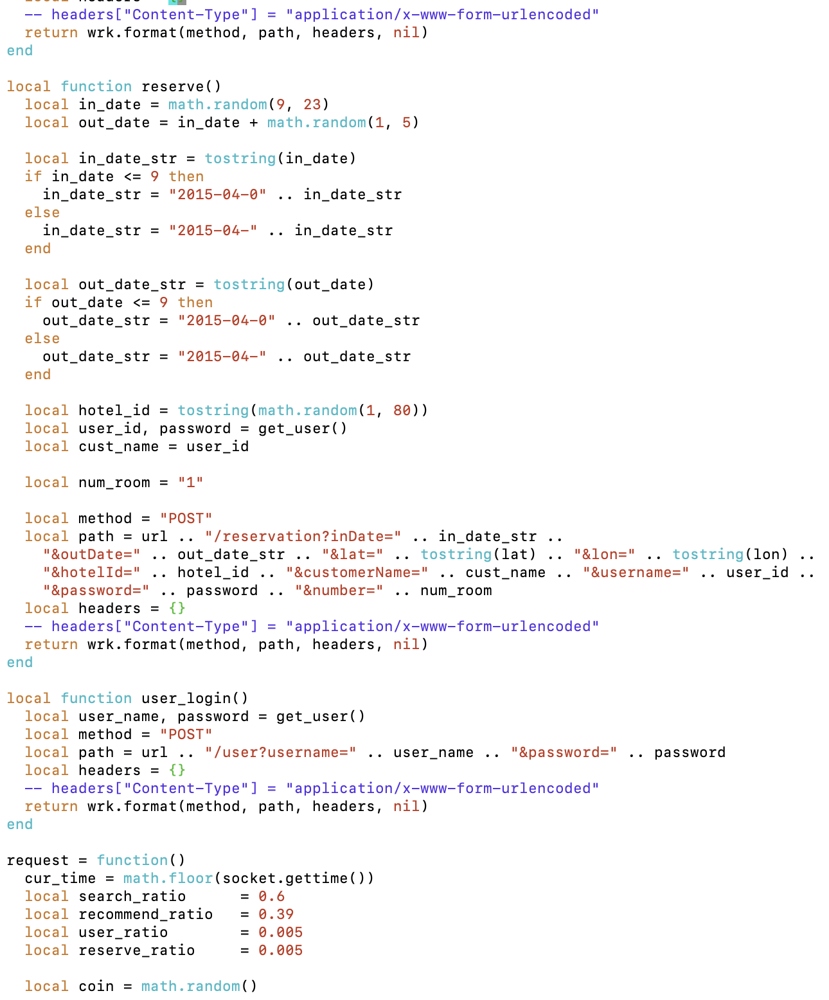 local headers = {}
  -- headers["Content-Type"] = "application/x-www-form-urlencoded"
  return wrk.format(method, path, headers, nil)
end

local function reserve()
  local in_date = math.random(9, 23)
  local out_date = in_date + math.random(1, 5)

  local in_date_str = tostring(in_date)
  if in_date <= 9 then
    in_date_str = "2015-04-0" .. in_date_str
  else
    in_date_str = "2015-04-" .. in_date_str
  end

  local out_date_str = tostring(out_date)
  if out_date <= 9 then
    out_date_str = "2015-04-0" .. out_date_str
  else
    out_date_str = "2015-04-" .. out_date_str
  end

  local hotel_id = tostring(math.random(1, 80))
  local user_id, password = get_user()
  local cust_name = user_id

  local num_room = "1"

  local method = "POST"
  local path = url .. "/reservation?inDate=" .. in_date_str ..
    "&outDate=" .. out_date_str .. "&lat=" .. tostring(lat) .. "&lon=" .. tostring(lon) ..
    "&hotelId=" .. hotel_id .. "&customerName=" .. cust_name .. "&username=" .. user_id ..
    "&password=" .. password .. "&number=" .. num_room
  local headers = {}
  -- headers["Content-Type"] = "application/x-www-form-urlencoded"
  return wrk.format(method, path, headers, nil)
end

local function user_login()
  local user_name, password = get_user()
  local method = "POST"
  local path = url .. "/user?username=" .. user_name .. "&password=" .. password
  local headers = {}
  -- headers["Content-Type"] = "application/x-www-form-urlencoded"
  return wrk.format(method, path, headers, nil)
end

request = function()
  cur_time = math.floor(socket.gettime())
  local search_ratio      = 0.6
  local recommend_ratio   = 0.39
  local user_ratio        = 0.005
  local reserve_ratio     = 0.005

  local coin = math.random()